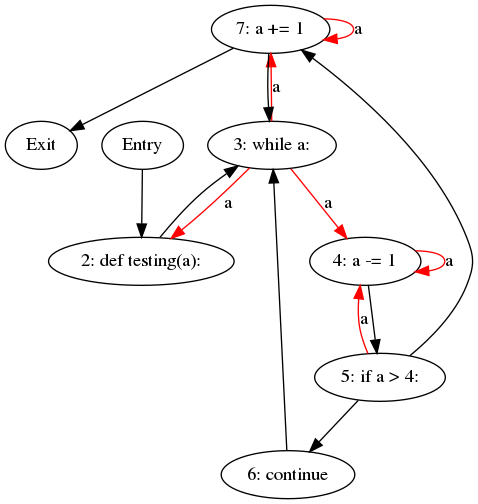 7: a += 1
a
a
Exit
Entry
3: while a:
a
a
2: def testing(a):
4: a -= 1
a
a
5: if a > 4:
6: continue